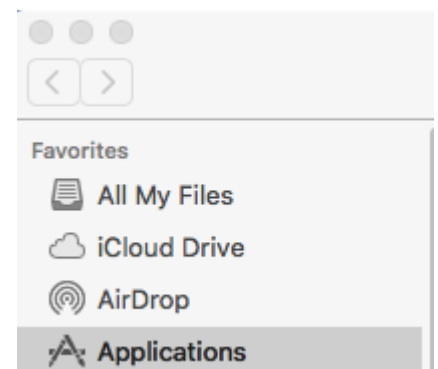 Favorites
All My Files
iCloud Drive
AirDrop
Applications